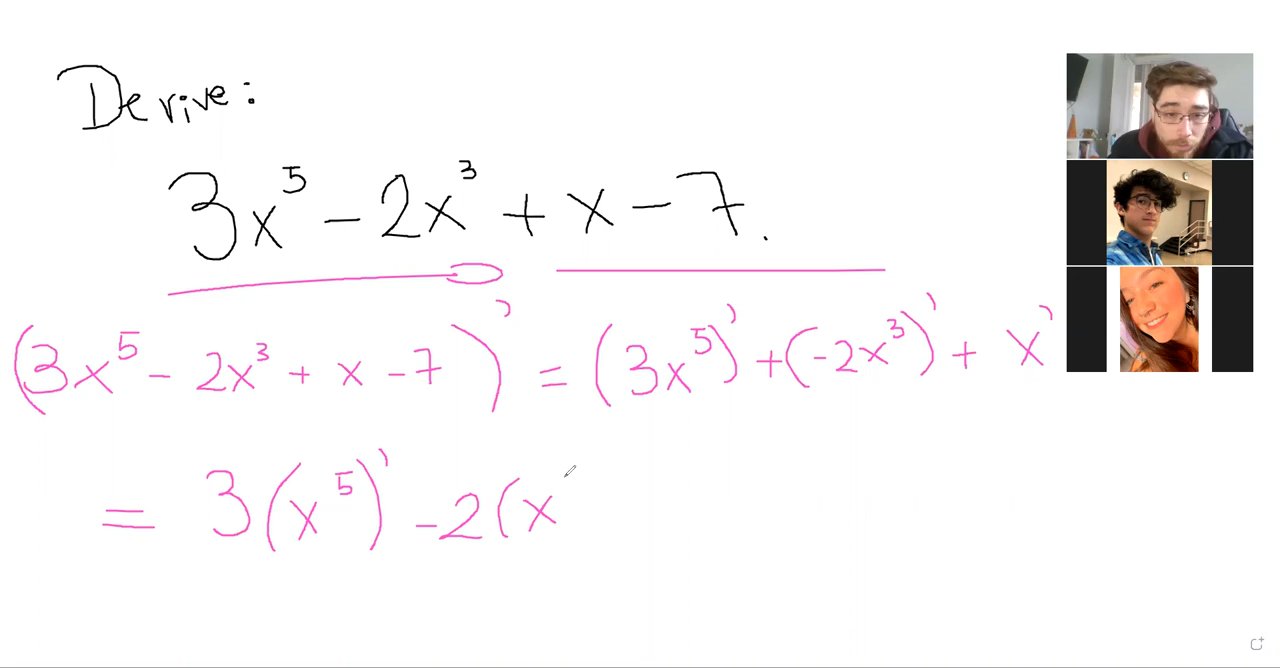 Derive:
3x⁵ - 2x³ + x - 7.
(3x⁵ - 2x³ + x - 7)' = (3x⁵)' + (-2x³)' + x'
= 3(x⁵)' - 2(x